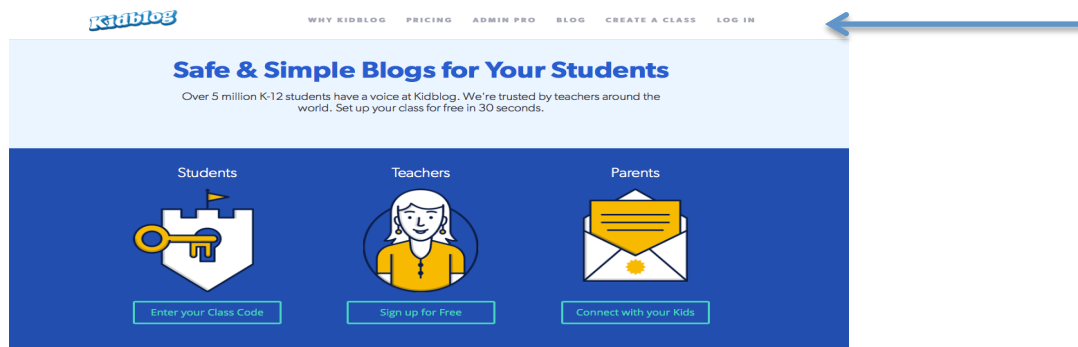 Kidblog
WHY KIDBLOG PRICING ADMIN PRO BLOG CREATE A CLASS LOG IN
Safe & Simple Blogs for Your Students
Over 5 million K-12 students have a voice at Kidblog. We're trusted by teachers around the
world. Set up your class for free in 30 seconds.
Students
Teachers
Parents
Enter your Class Code
Sign up for Free
Connect with your Kids